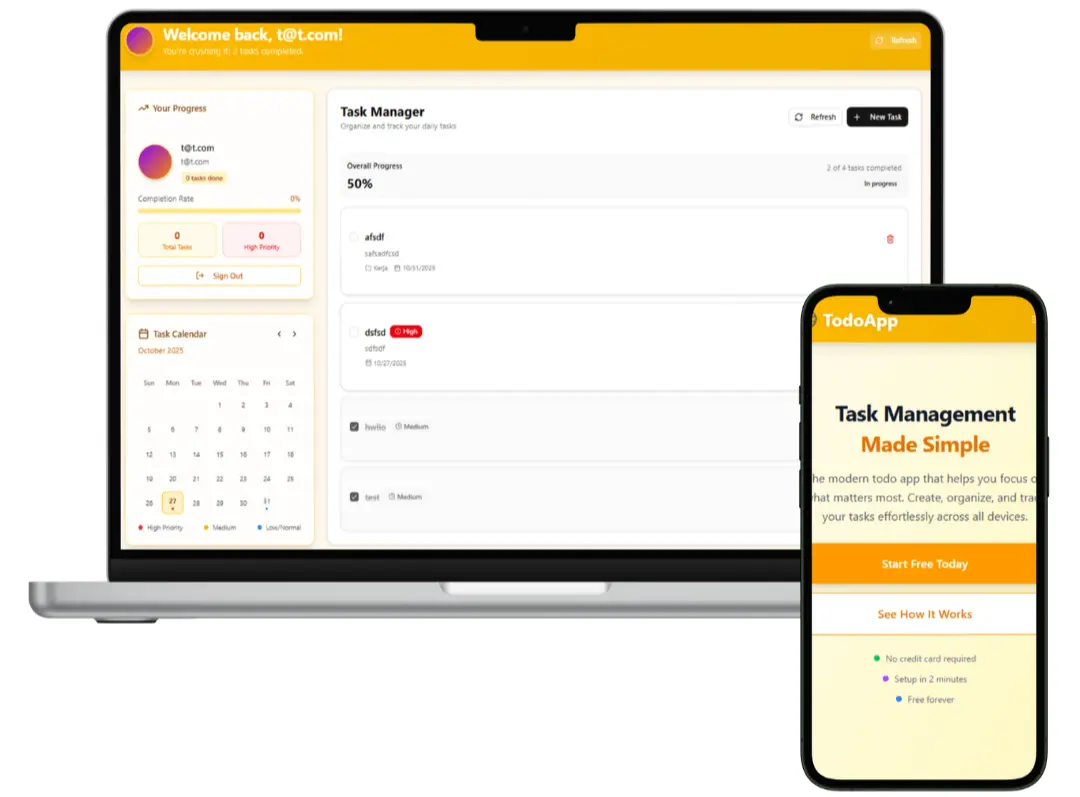 Welcome back, t@t.com!
You're crushing it! 2 tasks completed.
Refresh
Your Progress
t@t.com
t@t.com
0 tasks done
Completion Rate 0%
0
Total Tasks
0
High Priority
Sign Out
Task Calendar
October 2025
Sun Mon Tue Wed Thu Fri Sat
1 2 3 4
5 6 7 8 9 10 11
12 13 14 15 16 17 18
19 20 21 22 23 24 25
26 27 28 29 30 31
High Priority Medium Low/Normal
Task Manager
Organize and track your daily tasks
Refresh
New Task
Overall Progress
50%
2 of 4 tasks completed
In progress
afsdf
safsadfcsd
Kerja 10/31/2025
dsfsd High
sdfsdf
10/27/2025
hwllo Medium
test Medium
TodoApp
Task Management
Made Simple
he modern todo app that helps you focus o
hat matters most. Create, organize, and trac
your tasks effortlessly across all devices.
Start Free Today
See How It Works
No credit card required
Setup in 2 minutes
Free forever